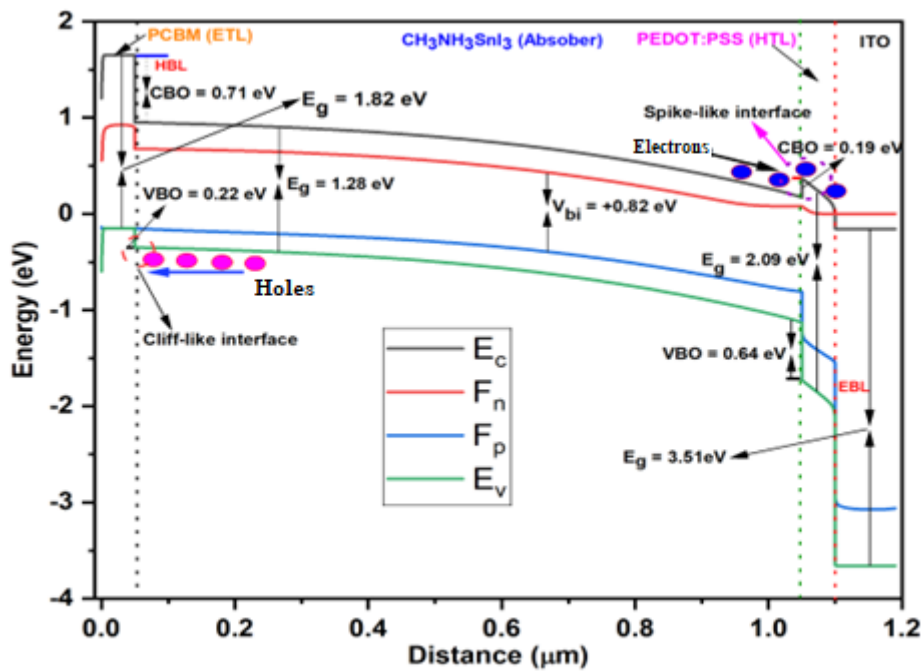 PCBM (ETL)
CH3NH3SnI3 (Absober)
PEDOT:PSS (HTL)
ITO
HBL
CBO = 0.71 eV
Eg = 1.82 eV
Spike-like interface
Electrons
CBO = 0.19 eV
VBO = 0.22 eV
Eg = 1.28 eV
Vbi = +0.82 eV
Eg = 2.09 eV
Holes
Cliff-like interface
VBO = 0.64 eV
EBL
Eg = 3.51eV
Ec
Fn
Fp
Ev
2
1
0
-1
-2
-3
-4
Energy (eV)
0.0 0.2 0.4 0.6 0.8 1.0 1.2
Distance (μm)